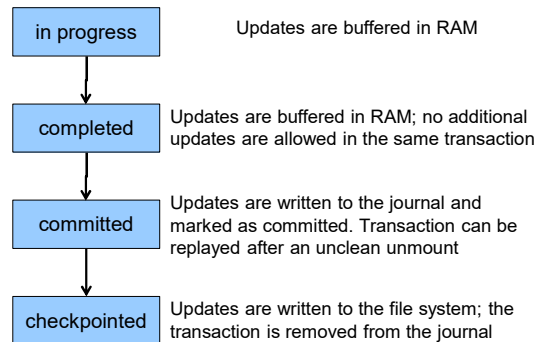 in progress
Updates are buffered in RAM
completed
Updates are buffered in RAM; no additional
updates are allowed in the same transaction
committed
Updates are written to the journal and
marked as committed. Transaction can be
replayed after an unclean unmount
checkpointed
Updates are written to the file system; the
transaction is removed from the journal